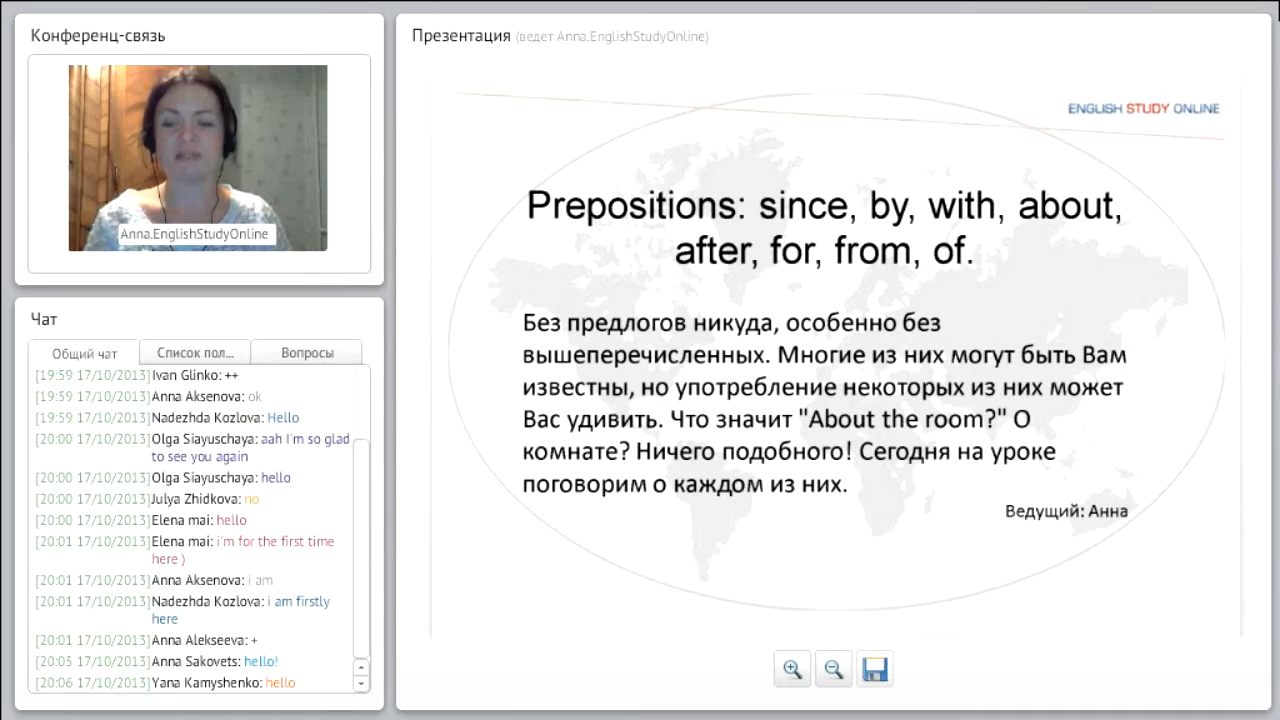 Конференц-связь
Anna.EnglishStudyOnline
Чат
Общий чат
Список пол...
Вопросы
[19:59 17/10/2013] Ivan Glinko: ++
[19:59 17/10/2013] Anna Aksenova: ok
[19:59 17/10/2013] Nadezhda Kozlova: Hello
[20:00 17/10/2013] Olga Siayuschaya: aah I'm so glad
to see you again
[20:00 17/10/2013] Olga Siayuschaya: hello
[20:00 17/10/2013] Julya Zhidkova: no
[20:00 17/10/2013] Elena mai: hello
[20:01 17/10/2013] Elena mai: i'm for the first time
here )
[20:01 17/10/2013] Anna Aksenova: i am
[20:01 17/10/2013] Nadezhda Kozlova: i am firstly
here
[20:01 17/10/2013] Anna Alekseeva: +
[20:05 17/10/2013] Anna Sakovets: hello!
[20:06 17/10/2013] Yana Kamyshenko: hello
Презентация (ведет Anna.EnglishStudyOnline)
ENGLISH STUDY ONLINE
Prepositions: since, by, with, about,
after, for, from, of.
Без предлогов никуда, особенно без
вышеперечисленных. Многие из них могут быть Вам
известны, но употребление некоторых из них может
Вас удивить. Что значит "About the room?" О
комнате? Ничего подобного! Сегодня на уроке
поговорим о каждом из них.
Ведущий: Анна